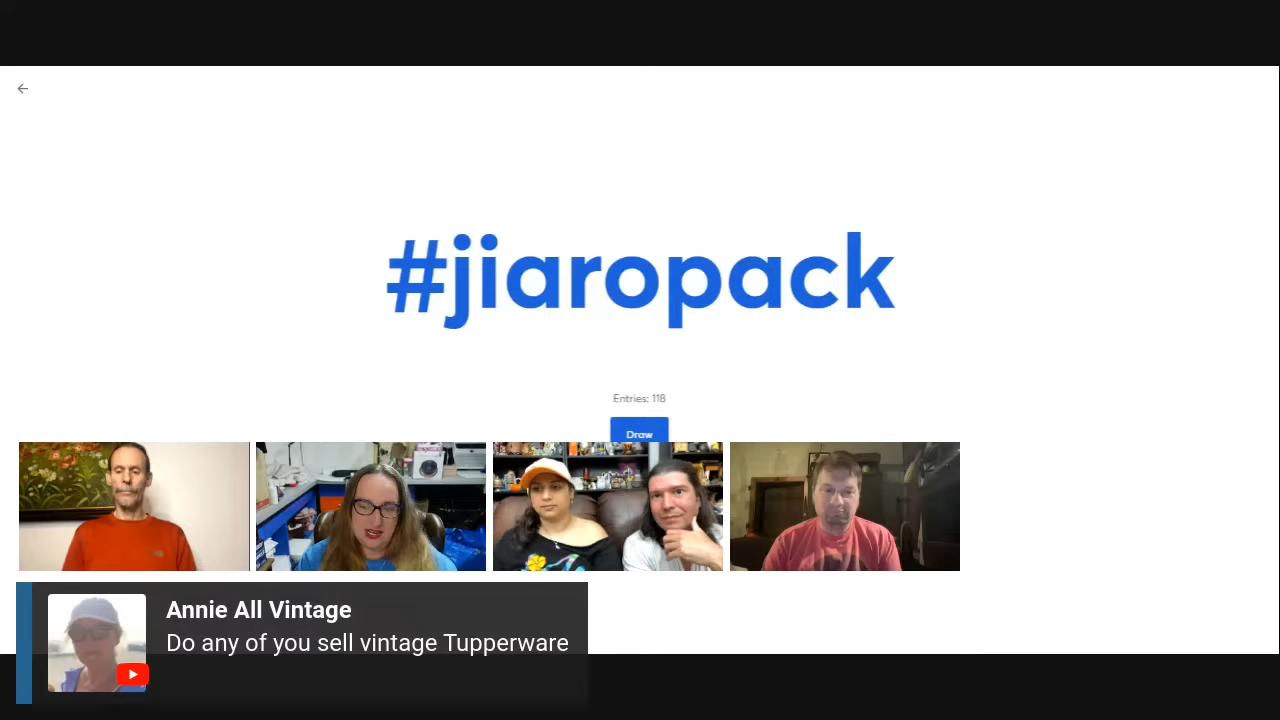 #jiaropack
Entries: 118
Draw
Annie All Vintage
Do any of you sell vintage Tupperware